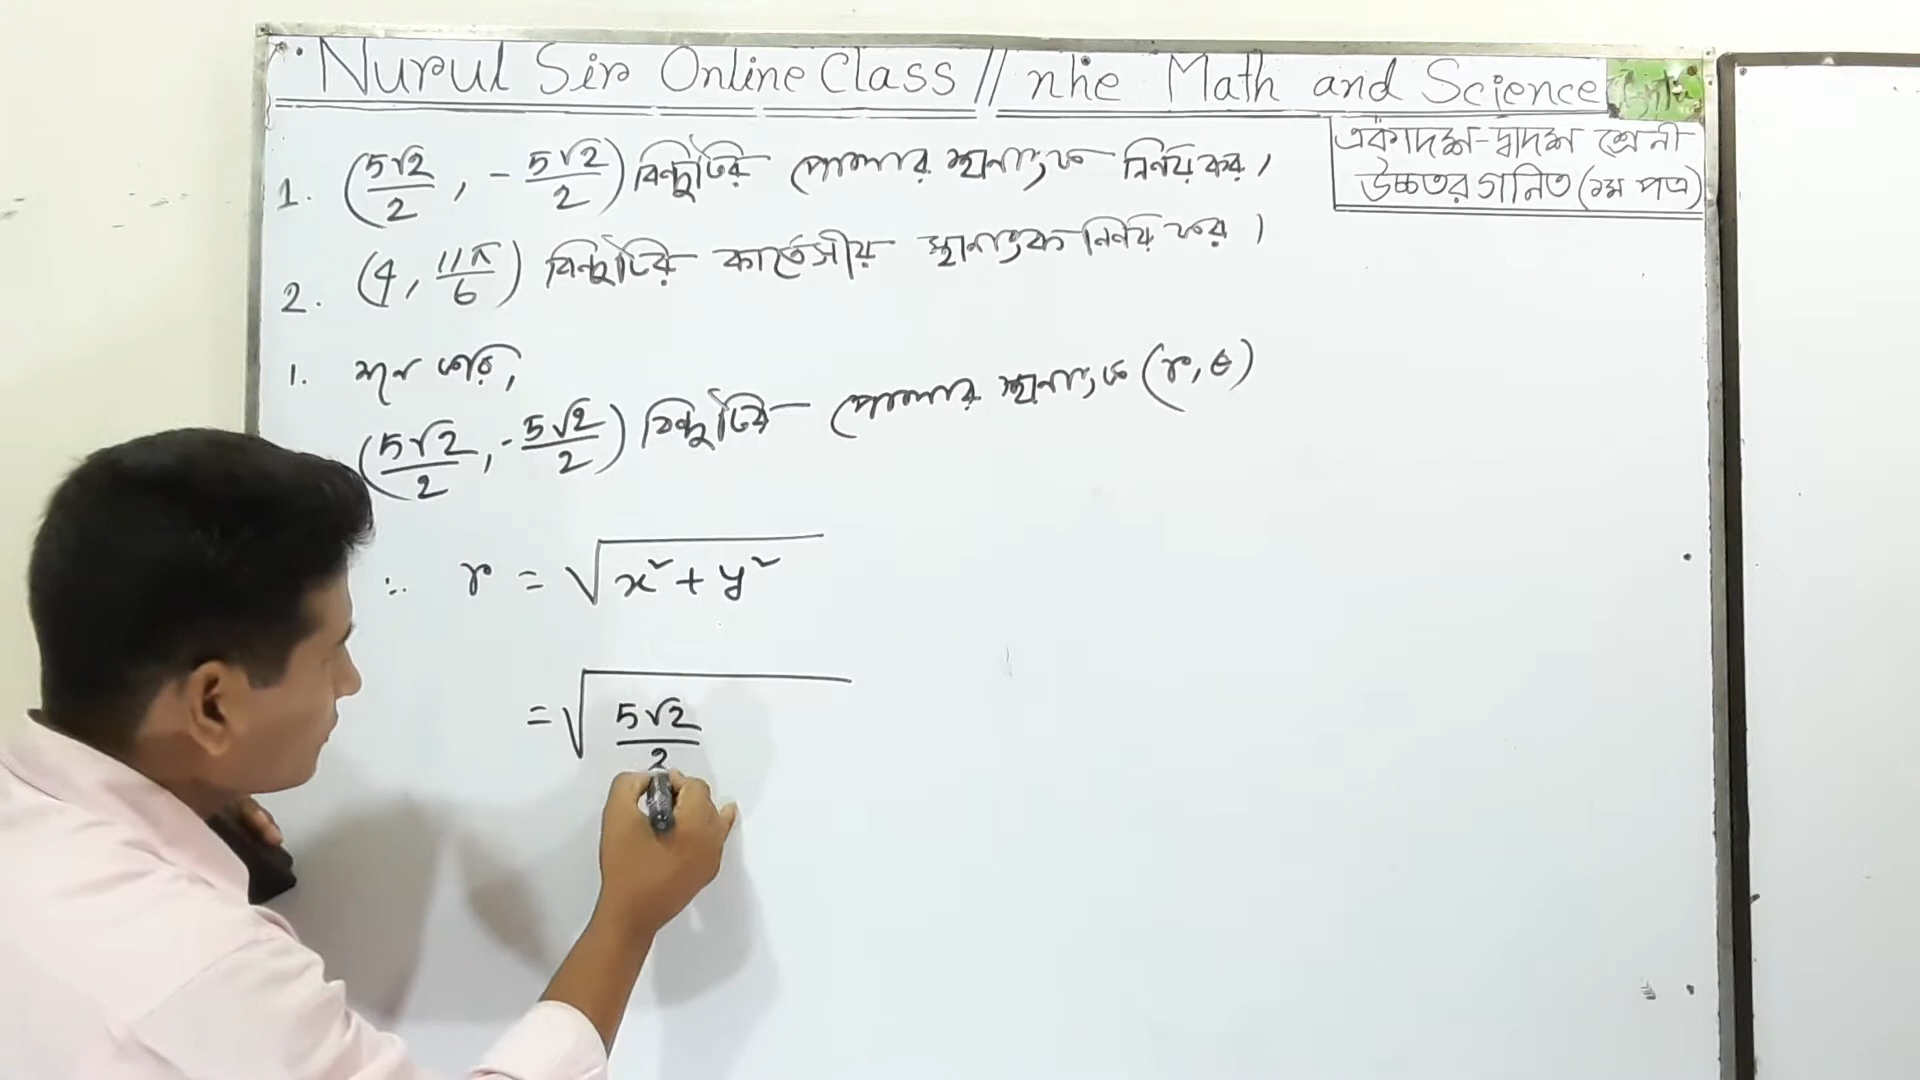 Nurul Sir Online Class // nhe Math and Science
একাদশ-দ্বাদশ শ্রেনী
উচ্চতর গনিত (১ম পত্র)
1. (5√2/2, -5√2/2) বিন্দুটির পোলার স্থানাংক নির্ণয় কর।
2. (4, 11π/6) বিন্দুটির কার্তেসীয় স্থানাংক নির্ণয় কর।
1. মনে করি,
(5√2/2, -5√2/2) বিন্দুটির পোলার স্থানাংক (r, θ)
∴ r = √(x² + y²)
= √(5√2/2